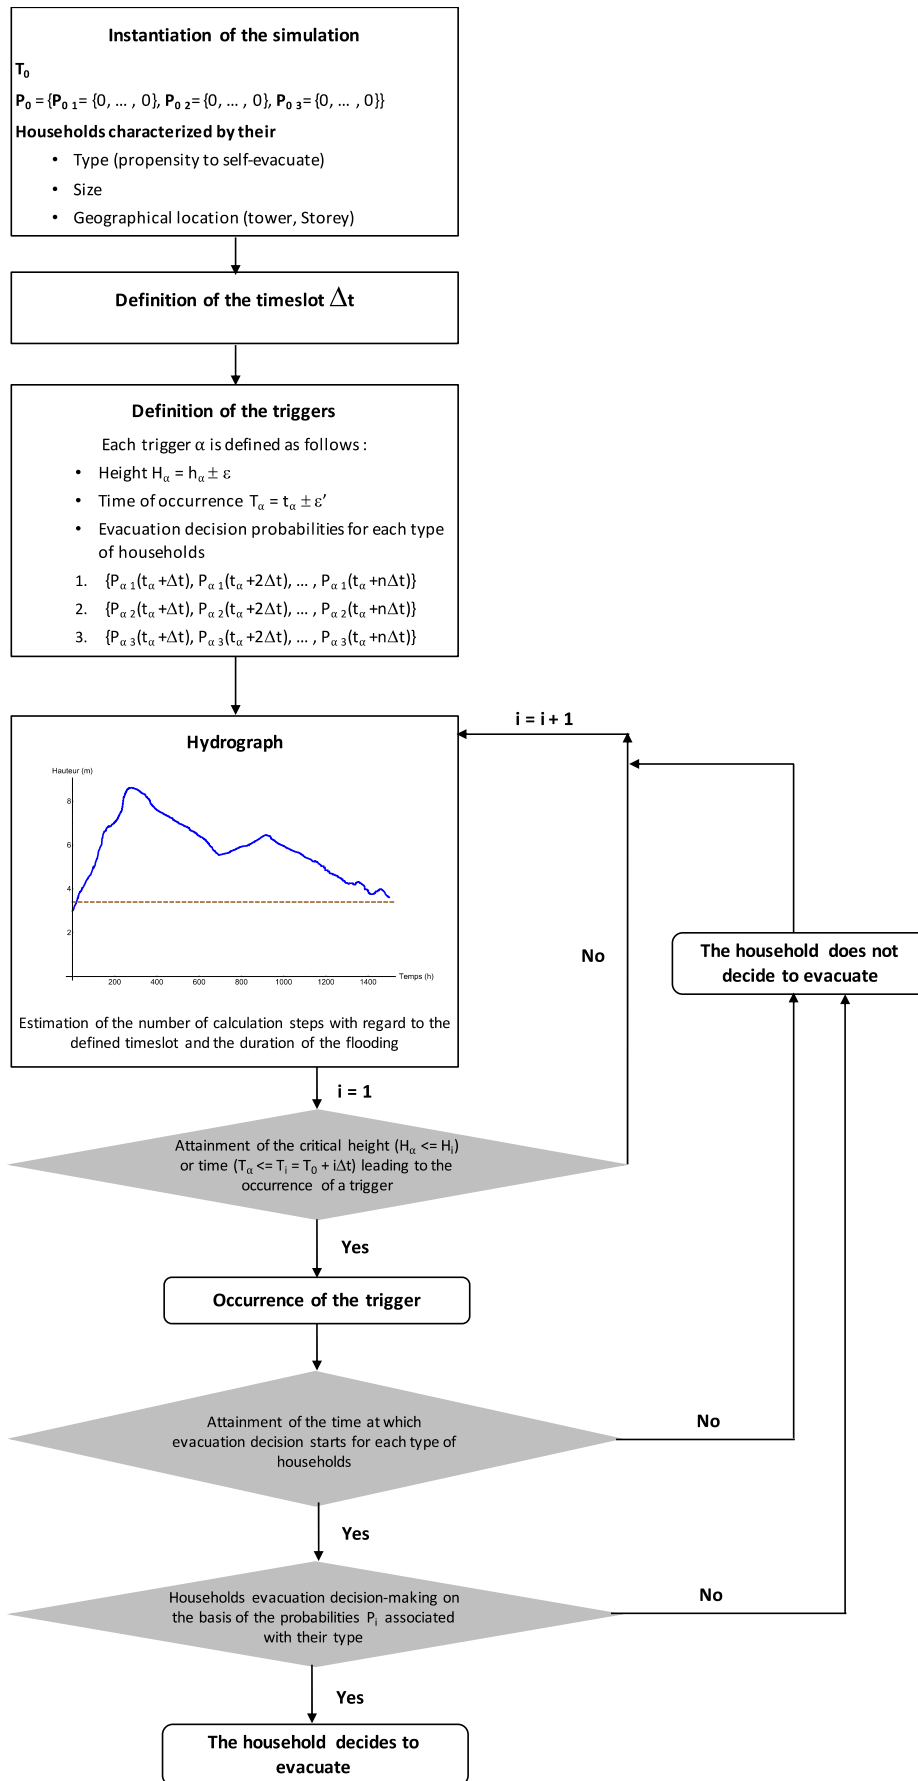 Instantiation of the simulation
T₀
P₀ = {P₀ ₁= {0, ... , 0}, P₀ ₂= {0, ... , 0}, P₀ ₃= {0, ... , 0}}
Households characterized by their
• Type (propensity to self-evacuate)
• Size
• Geographical location (tower, Storey)
Definition of the timeslot Δt
Definition of the triggers
Each trigger α is defined as follows :
• Height Hα = hα ± ε
• Time of occurrence Tα = tα ± ε’
• Evacuation decision probabilities for each type
of households
1. {Pα 1(tα +Δt), Pα 1(tα +2Δt), ... , Pα 1(tα +nΔt)}
2. {Pα 2(tα +Δt), Pα 2(tα +2Δt), ... , Pα 2(tα +nΔt)}
3. {Pα 3(tα +Δt), Pα 3(tα +2Δt), ... , Pα 3(tα +nΔt)}
i = i + 1
Hydrograph
Hauteur (m)
8
6
4
2
200 400 600 800 1000 1200 1400
Temps (h)
Estimation of the number of calculation steps with regard to the
defined timeslot and the duration of the flooding
No
The household does not
decide to evacuate
i = 1
Attainment of the critical height (Hα <= Hi)
or time (Tα <= Ti = T₀ + iΔt) leading to the
occurrence of a trigger
Yes
Occurrence of the trigger
Attainment of the time at which
evacuation decision starts for each type of
households
No
Yes
Households evacuation decision-making on
the basis of the probabilities Pi associated
with their type
No
Yes
The household decides to
evacuate